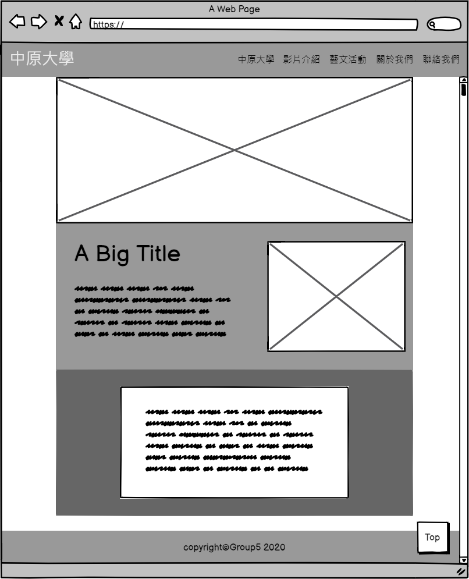 A Web Page
https://
中原大學
中原大學 影片介紹 藝文活動 關於我們 聯絡我們
A Big Title
copyright©Group5 2020
Top